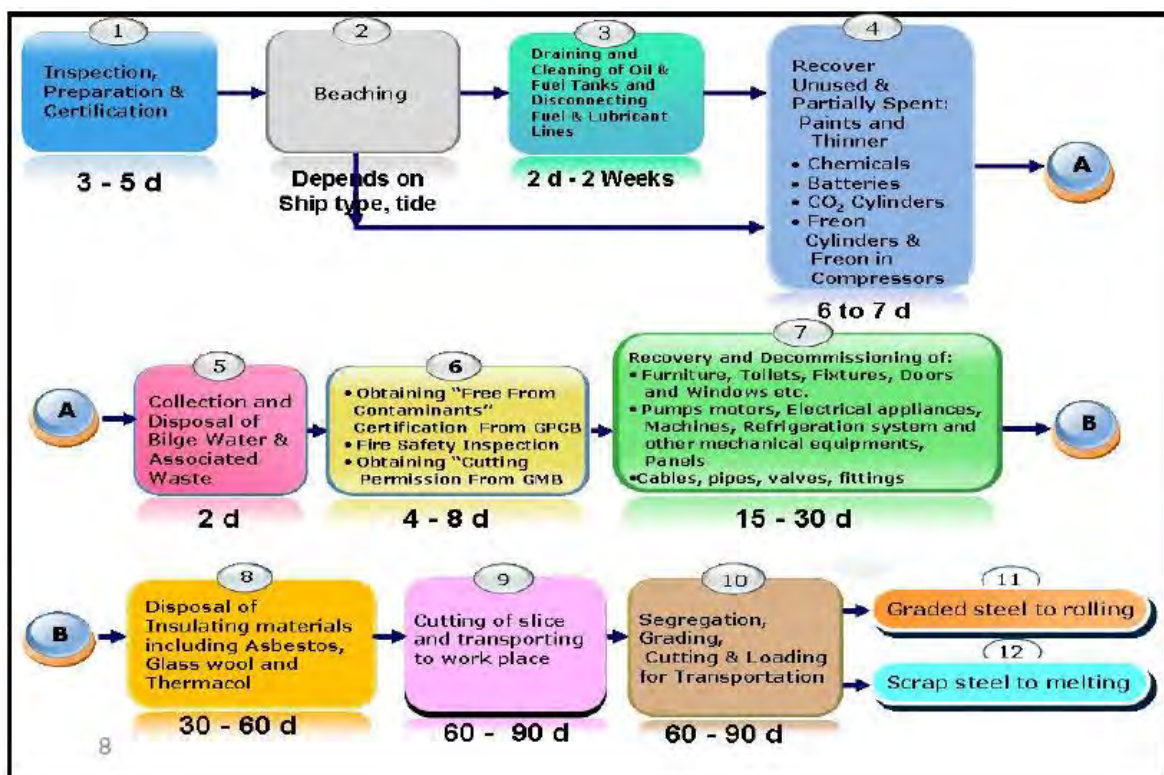 1
Inspection,
Preparation &
Certification
3 - 5 d
2
Beaching
Depends on
Ship type, tide
3
Draining and
Cleaning of Oil &
Fuel Tanks and
Disconnecting
Fuel & Lubricant
Lines
2 d - 2 Weeks
4
Recover
Unused &
Partially Spent:
Paints and
Thinner
• Chemicals
• Batteries
• CO₂ Cylinders
• Freon
Cylinders &
Freon in
Compressors
6 to 7 d
A
A
5
Collection and
Disposal of
Bilge Water &
Associated
Waste
2 d
6
• Obtaining "Free From
Contaminants"
Certification From GPCB
• Fire Safety Inspection
• Obtaining "Cutting
Permission From GMB
4 - 8 d
7
Recovery and Decommissioning of:
• Furniture, Toilets, Fixtures, Doors
and Windows etc.
• Pumps motors, Electrical appliances,
Machines, Refrigeration system and
other mechanical equipments,
Panels
• Cables, pipes, valves, fittings
15 - 30 d
B
B
8
Disposal of
Insulating materials
including Asbestos,
Glass wool and
Thermacol
30 - 60 d
9
Cutting of slice
and transporting
to work place
60 - 90 d
10
Segregation,
Grading,
Cutting & Loading
for Transportation
60 - 90 d
11
Graded steel to rolling
12
Scrap steel to melting
8